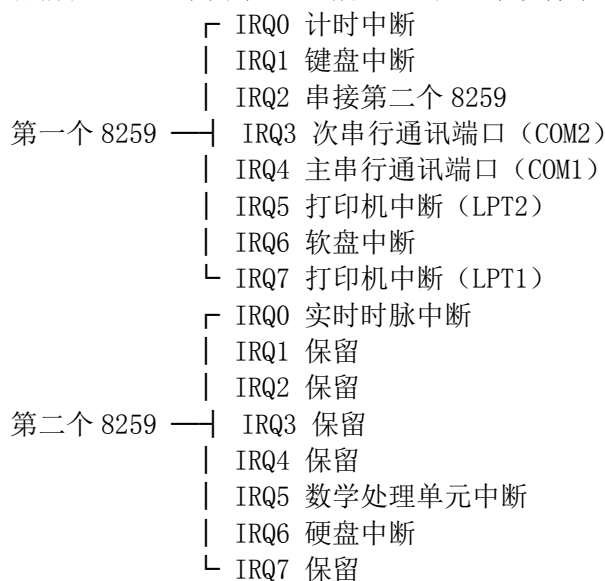 ┌ IRQ0 计时中断
│ IRQ1 键盘中断
│ IRQ2 串接第二个 8259
第一个 8259 ─┤ IRQ3 次串行通讯端口（COM2）
│ IRQ4 主串行通讯端口（COM1）
│ IRQ5 打印机中断（LPT2）
│ IRQ6 软盘中断
└ IRQ7 打印机中断（LPT1）
┌ IRQ0 实时时脉中断
│ IRQ1 保留
│ IRQ2 保留
第二个 8259 ─┤ IRQ3 保留
│ IRQ4 保留
│ IRQ5 数学处理单元中断
│ IRQ6 硬盘中断
└ IRQ7 保留